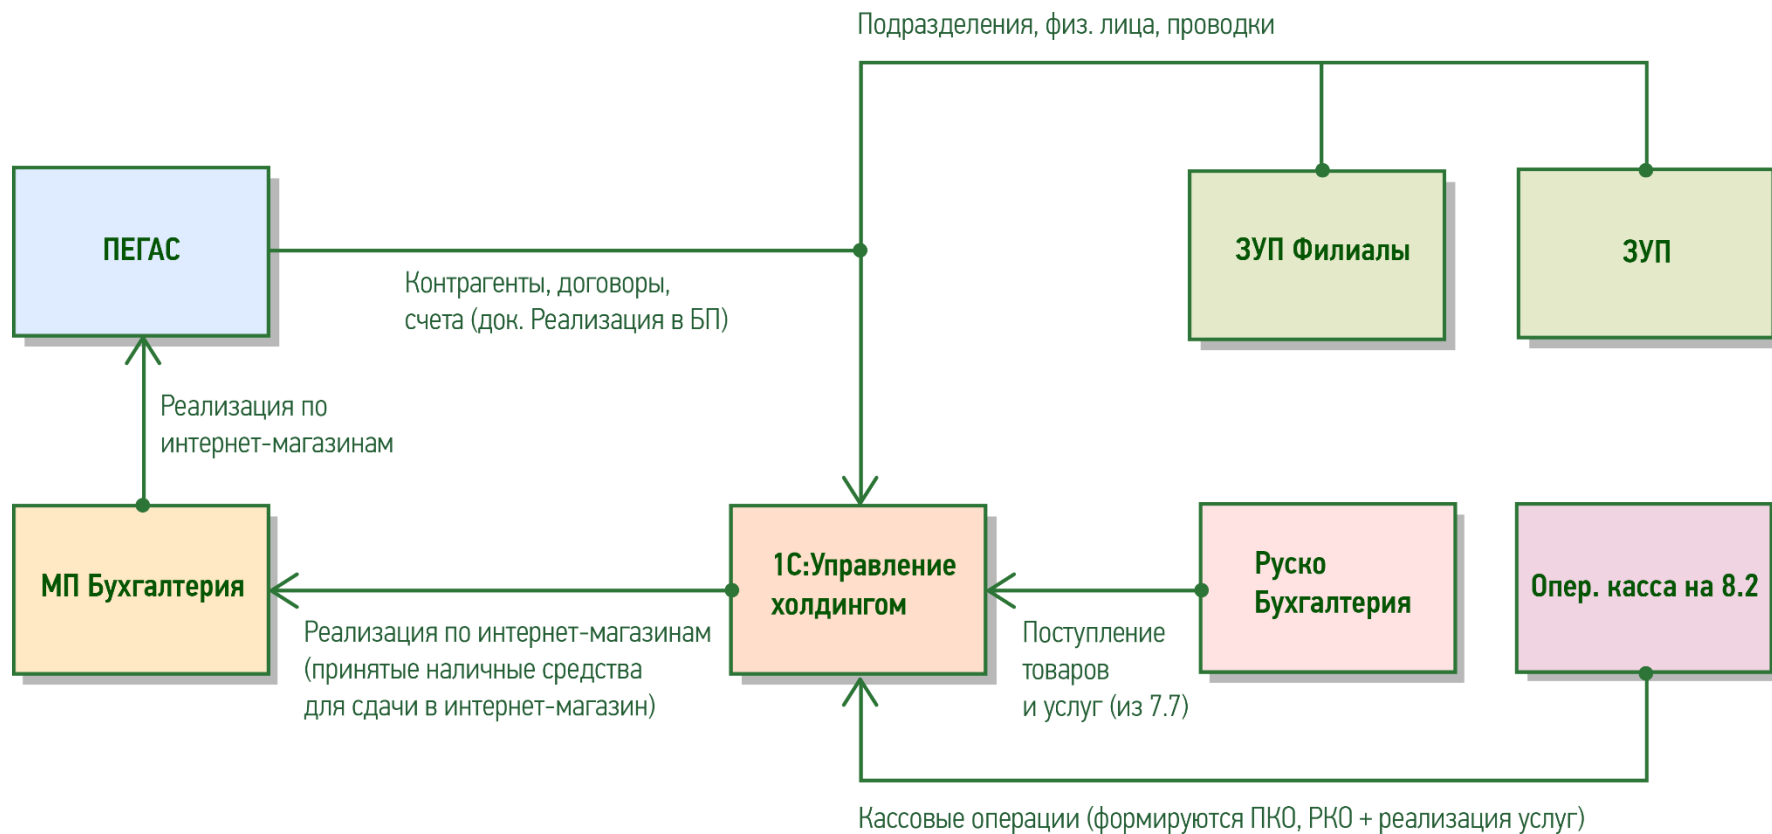 Подразделения, физ. лица, проводки
ПЕГАС
ЗУП Филиалы
ЗУП
Контрагенты, договоры,
счета (док. Реализация в БП)
Реализация по
интернет-магазинам
МП Бухгалтерия
1С:Управление
холдингом
Руско
Бухгалтерия
Опер. касса на 8.2
Реализация по интернет-магазинам
(принятые наличные средства
для сдачи в интернет-магазин)
Поступление
товаров
и услуг (из 7.7)
Кассовые операции (формируются ПКО, РКО + реализация услуг)